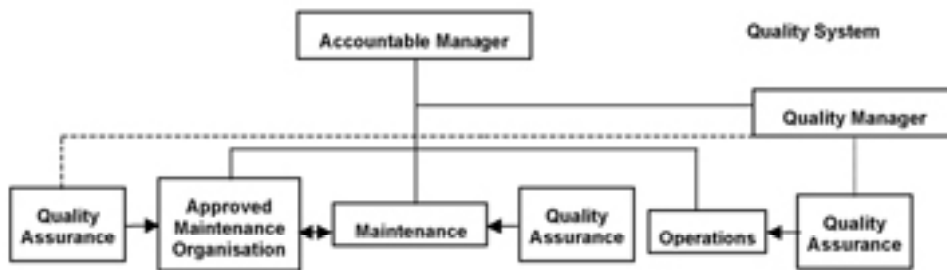 Accountable Manager
Quality System
Quality Manager
Quality
Assurance
Approved
Maintenance
Organisation
Maintenance
Quality
Assurance
Operations
Quality
Assurance